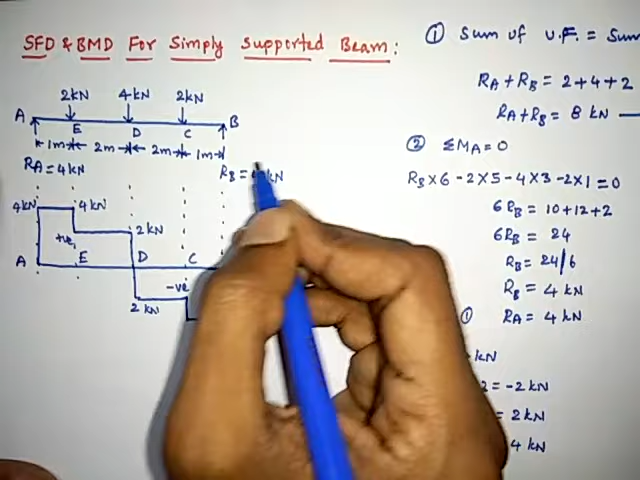 SFD & BMD For Simply Supported Beam:
2kN 4kN 2kN
A B
E D C
1m 2m 2m 1m
RA = 4kN
RB = kN
4kN 4kN
2kN
+ve
A E D C
-ve
2 kN
① Sum of U.F. = Sum
RA + RB = 2+4+2
RA + RB = 8 kN
② ΣMA = 0
RB × 6 - 2×5 - 4×3 - 2×1 = 0
6RB = 10+12+2
6RB = 24
RB = 24/6
RB = 4 kN
① RA = 4 kN
kN
2 = -2kN
= 2kN
4 kN